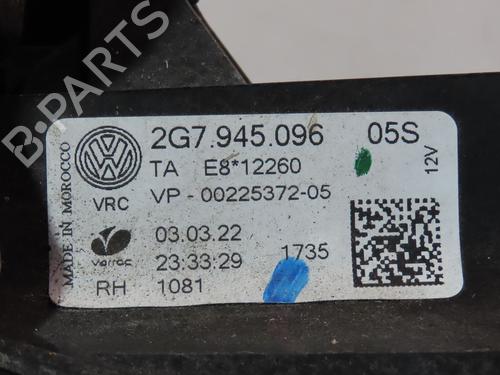 B-PARTS
MADE IN MOROCCO
VRC
2G7.945.096 05S
TA E8*12260
12V
VP - 00225372-05
varroc
03.03.22
23:33:29 1735
RH 1081